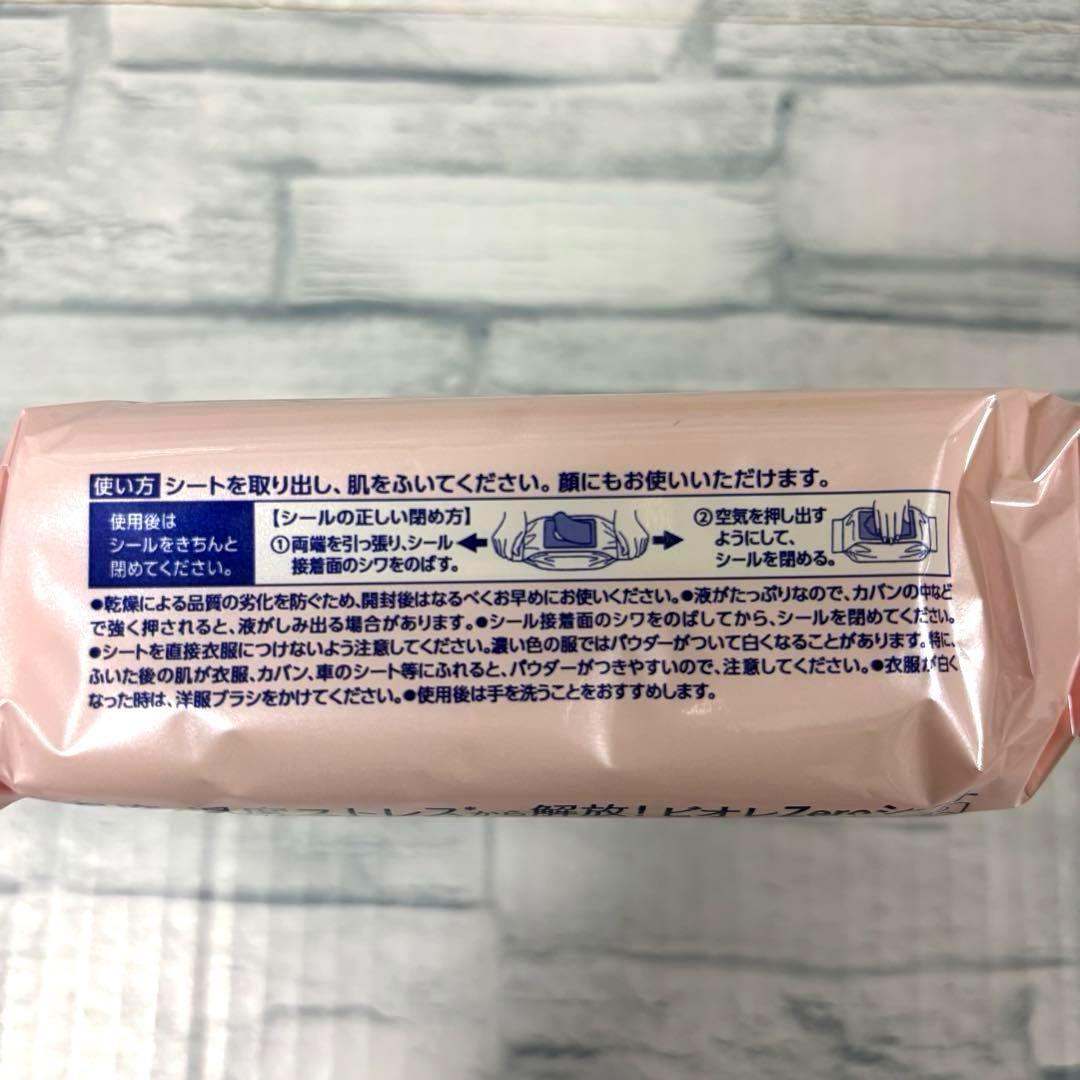 使い方 シートを取り出し、肌をふいてください。顔にもお使いいただけます。
使用後は
シールをきちんと
閉めてください。
【シールの正しい閉め方】
①両端を引っ張り、シール
接着面のシワをのばす。
②空気を押し出す
ようにして、
シールを閉める。
●乾燥による品質の劣化を防ぐため、開封後はなるべくお早めにお使いください。●液がたっぷりなので、カバンの中など
で強く押されると、液がしみ出る場合があります。●シール接着面のシワをのばしてから、シールを閉めてください。
●シートを直接衣服につけないよう注意してください。濃い色の服ではパウダーがついて白くなることがあります。特に、
ふいた後の肌が衣服、カバン、車のシート等にふれると、パウダーがつきやすいので、注意してください。●衣服が白く
なった時は、洋服ブラシをかけてください。●使用後は手を洗うことをおすすめします。
ストレス*から解放!ビオレZero